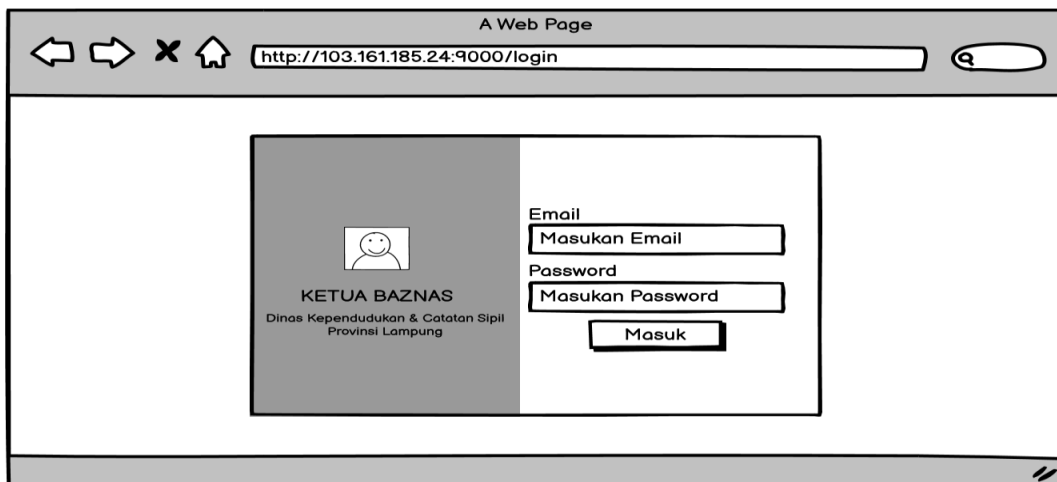 A Web Page
http://103.161.185.24:9000/login
Email
Masukan Email
Password
Masukan Password
Masuk
KETUA BAZNAS
Dinas Kependudukan & Catatan Sipil
Provinsi Lampung